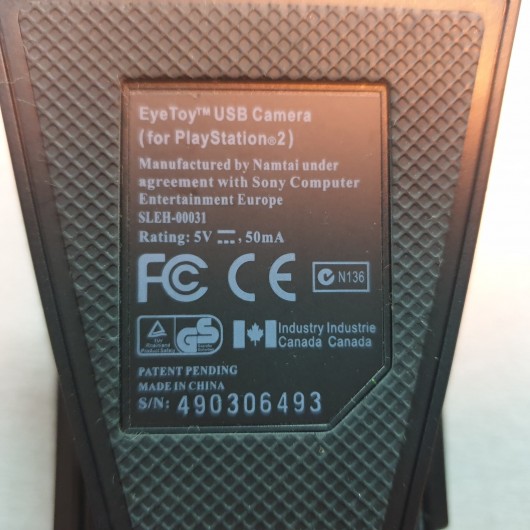 EyeToy™ USB Camera
(for PlayStation®2)
Manufactured by Namtai under
agreement with Sony Computer
Entertainment Europe
SLEH-00031
Rating: 5V ⎓, 50mA
FC CE N136
GS Industry Industrie
Canada Canada
PATENT PENDING
MADE IN CHINA
S/N: 490306493